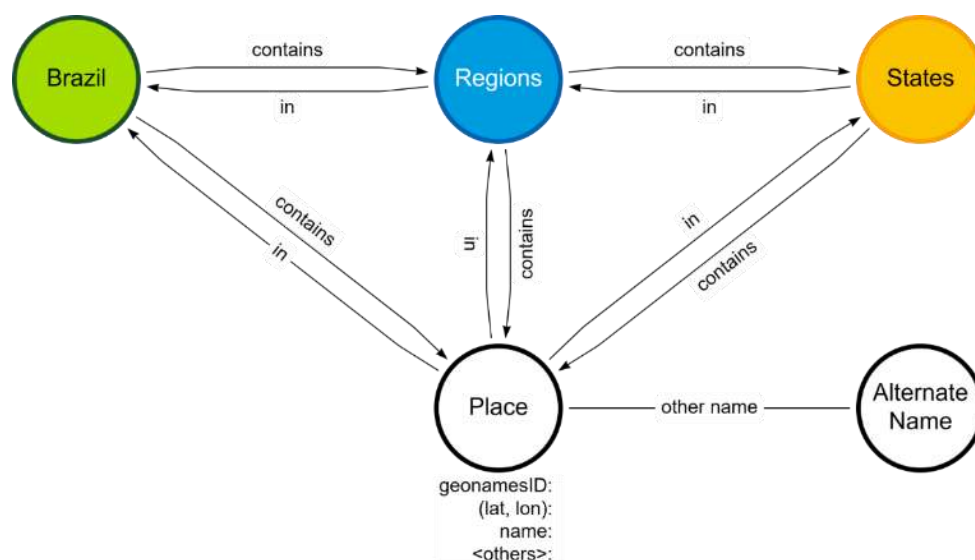 contains
contains
Brazil
Regions
States
in
in
contains
in
in
contains
in
contains
Place
other name
Alternate
Name
geonamesID:
(lat, lon):
name:
<others>: